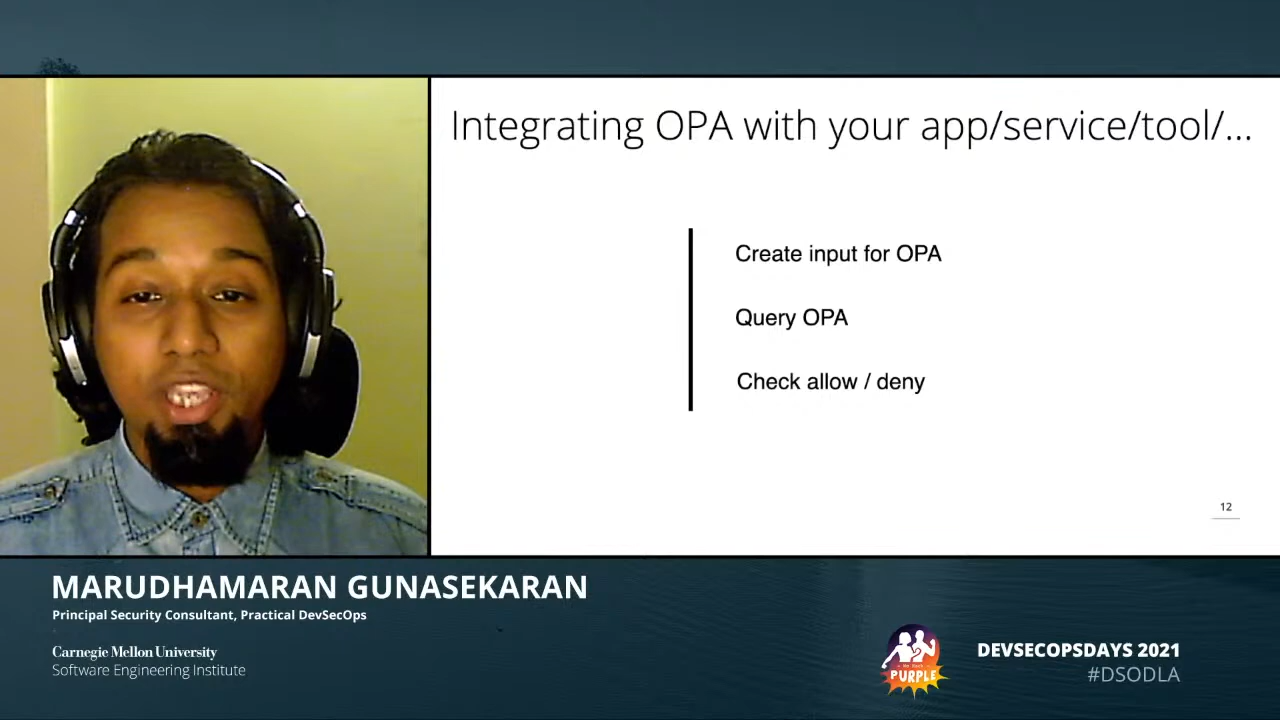 Integrating OPA with your app/service/tool/...
Create input for OPA
Query OPA
Check allow / deny
12
MARUDHAMARAN GUNASEKARAN
Principal Security Consultant, Practical DevSecOps
Carnegie Mellon University
Software Engineering Institute
PURPLE
DEVSECOPSDAYS 2021
#DSODLA